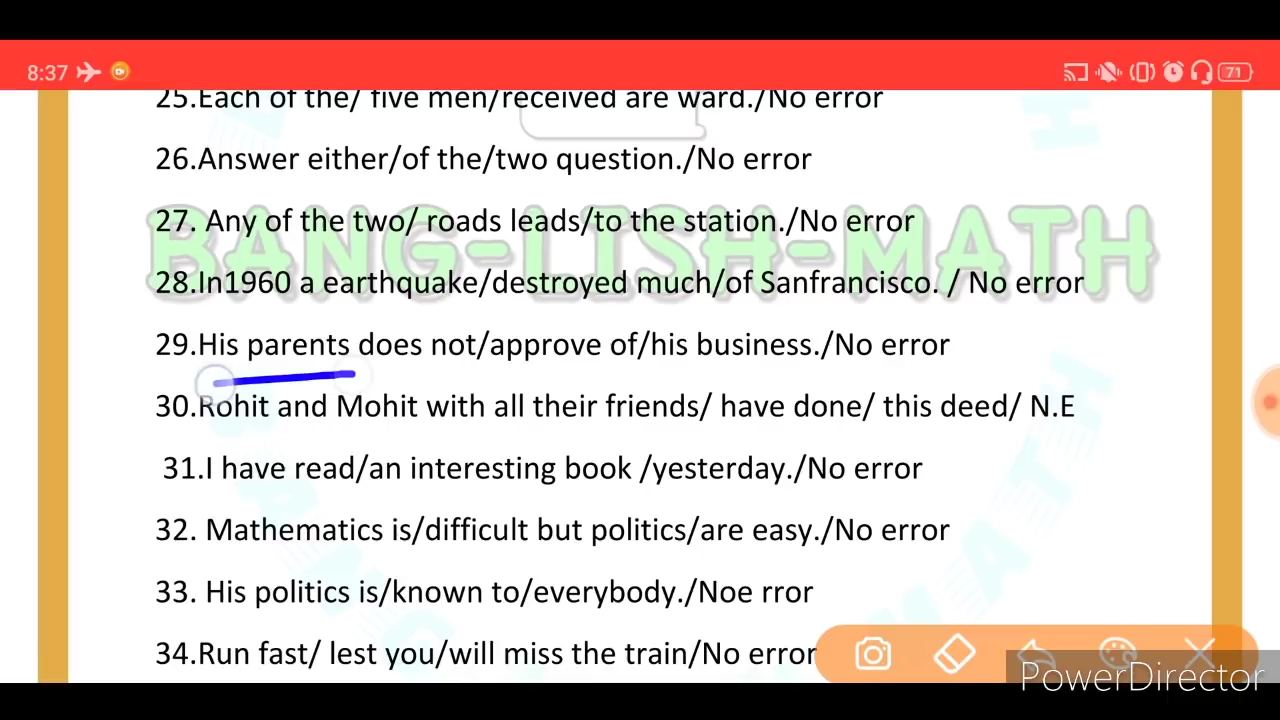 8:37
71
25.Each of the/ five men/received are ward./No error
26.Answer either/of the/two question./No error
27. Any of the two/ roads leads/to the station./No error
BANG-LISH-MATH
28.In1960 a earthquake/destroyed much/of Sanfrancisco. / No error
29.His parents does not/approve of/his business./No error
30.Rohit and Mohit with all their friends/ have done/ this deed/ N.E
31.I have read/an interesting book /yesterday./No error
32. Mathematics is/difficult but politics/are easy./No error
33. His politics is/known to/everybody./Noe rror
34.Run fast/ lest you/will miss the train/No error
PowerDirector